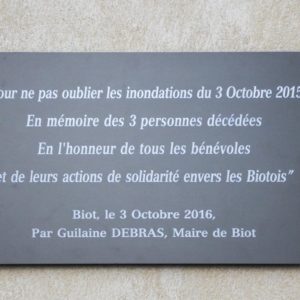 our ne pas oublier les inondations du 3 Octobre 2015
En mémoire des 3 personnes décédées
En l'honneur de tous les bénévoles
et de leurs actions de solidarité envers les Biotois"
Biot, le 3 Octobre 2016,
Par Guilaine DEBRAS, Maire de Biot